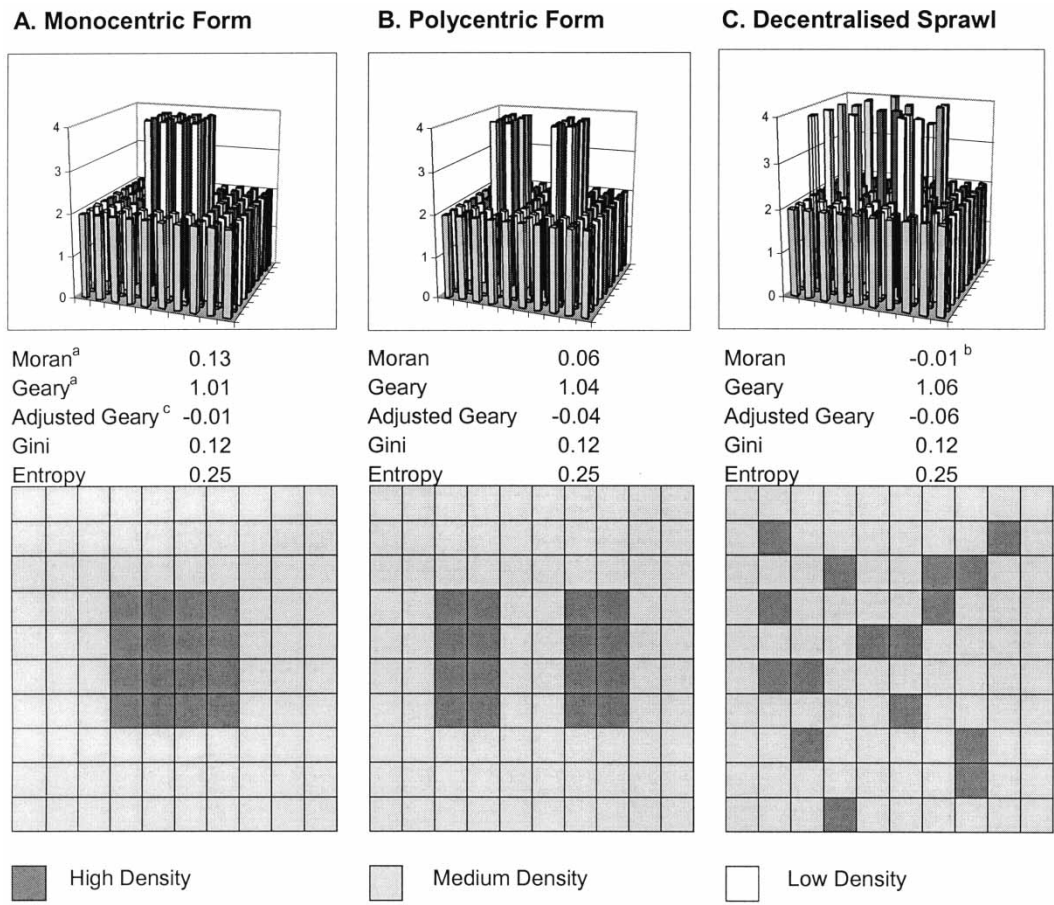 A. Monocentric Form
B. Polycentric Form
C. Decentralised Sprawl
4
3
2
1
0
4
3
2
1
0
4
3
2
1
0
Moran a 0.13
Geary a 1.01
Adjusted Geary c -0.01
Gini 0.12
Entropy 0.25
Moran 0.06
Geary 1.04
Adjusted Geary -0.04
Gini 0.12
Entropy 0.25
Moran -0.01 b
Geary 1.06
Adjusted Geary -0.06
Gini 0.12
Entropy 0.25
High Density
Medium Density
Low Density